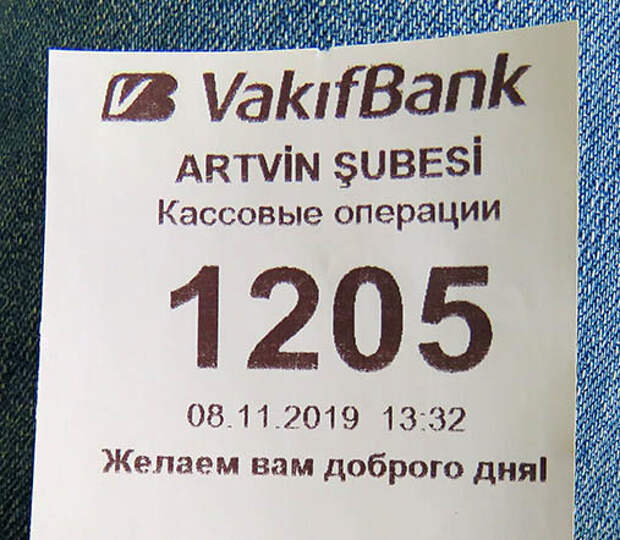 VakıfBank
ARTVİN ŞUBESİ
Кассовые операции
1205
08.11.2019 13:32
Желаем вам доброго дня!